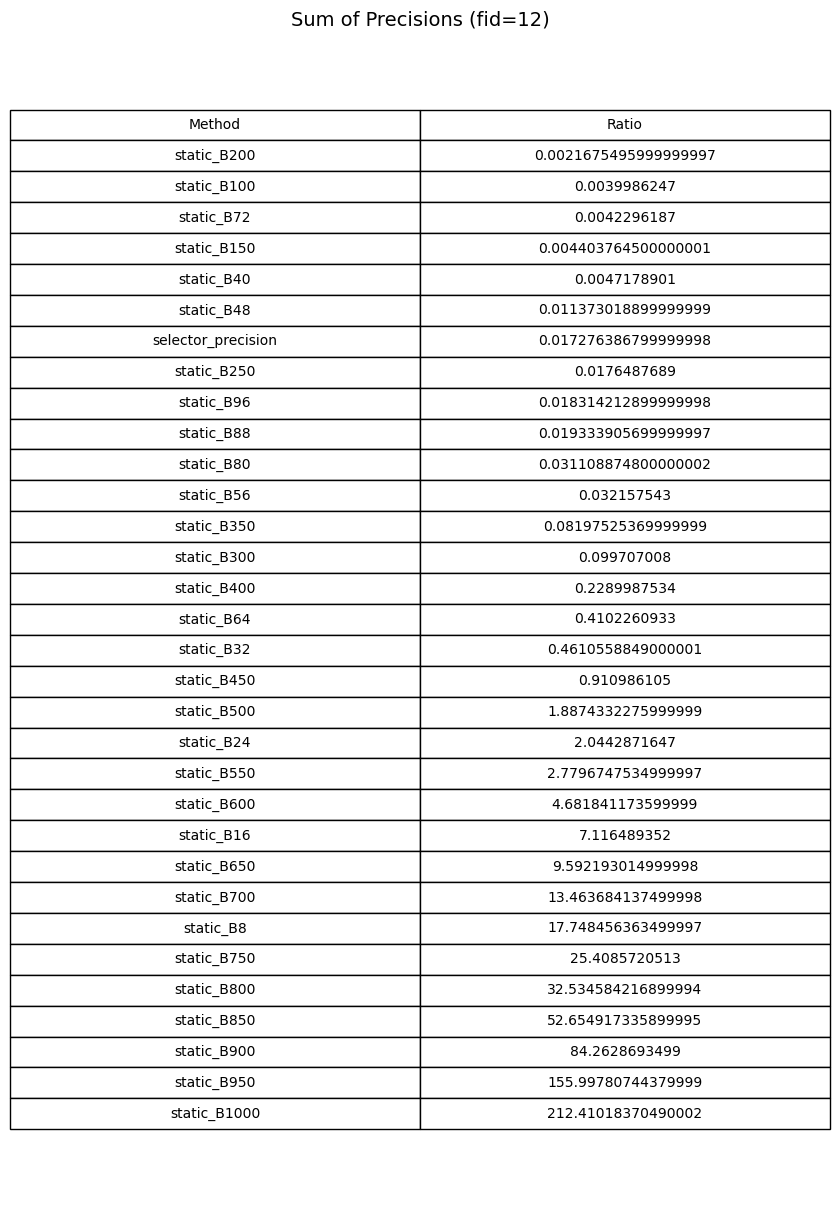 Sum of Precisions (fid=12)
Method Ratio
static_B200 0.0021675495999999997
static_B100 0.0039986247
static_B72 0.0042296187
static_B150 0.004403764500000001
static_B40 0.0047178901
static_B48 0.011373018899999999
selector_precision 0.017276386799999998
static_B250 0.0176487689
static_B96 0.018314212899999998
static_B88 0.019333905699999997
static_B80 0.031108874800000002
static_B56 0.032157543
static_B350 0.08197525369999999
static_B300 0.099707008
static_B400 0.2289987534
static_B64 0.4102260933
static_B32 0.4610558849000001
static_B450 0.910986105
static_B500 1.8874332275999999
static_B24 2.0442871647
static_B550 2.7796747534999997
static_B600 4.681841173599999
static_B16 7.116489352
static_B650 9.592193014999998
static_B700 13.463684137499998
static_B8 17.748456363499997
static_B750 25.4085720513
static_B800 32.534584216899994
static_B850 52.654917335899995
static_B900 84.2628693499
static_B950 155.99780744379999
static_B1000 212.41018370490002